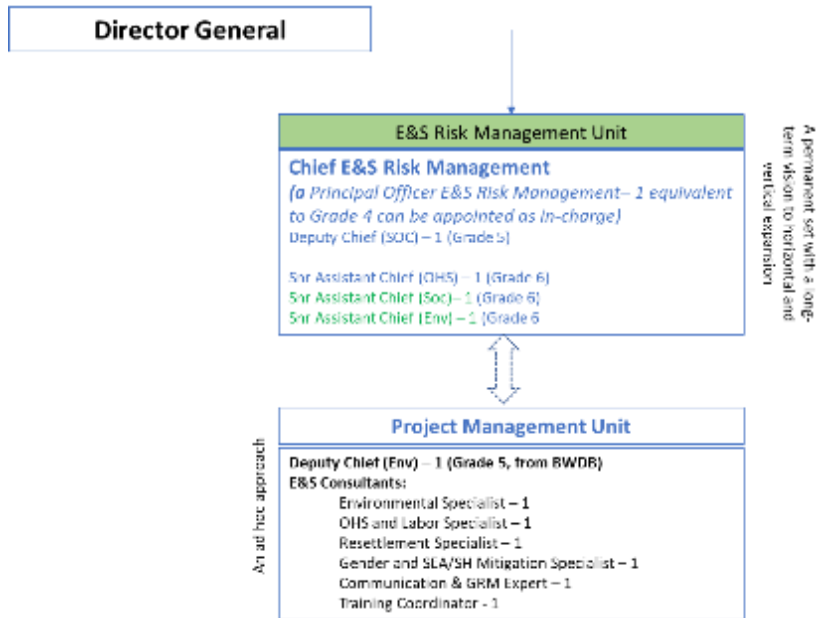 Director General
E&S Risk Management Unit
Chief E&S Risk Management
(a Principal Officer E&S Risk Management– 1 equivalent
to Grade 4 can be appointed as in-charge)
Deputy Chief (SOC) – 1 (Grade 5)
Snr Assistant Chief (OHS) – 1 (Grade 6)
Snr Assistant Chief (Soc)– 1 (Grade 6)
Snr Assistant Chief (Env) – 1 (Grade 6
A permanent set with a long-
term vision to horizontal and
vertical expansion
Project Management Unit
Deputy Chief (Env) – 1 (Grade 5, from BWDB)
E&S Consultants:
Environmental Specialist – 1
OHS and Labor Specialist – 1
Resettlement Specialist – 1
Gender and SEA/SH Mitigation Specialist – 1
Communication & GRM Expert – 1
Training Coordinator - 1
An ad hoc approach